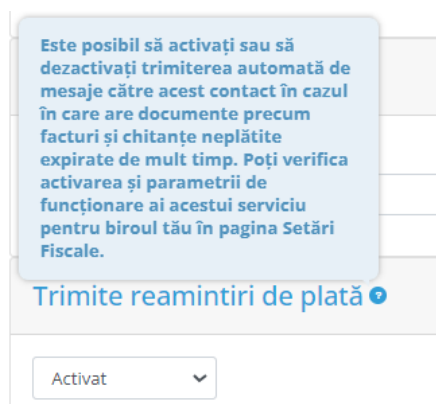 Este posibil să activați sau să
dezactivați trimiterea automată de
mesaje către acest contact în cazul
în care are documente precum
facturi și chitanțe neplătite
expirate de mult timp. Poți verifica
activarea și parametrii de
funcționare ai acestui serviciu
pentru biroul tău în pagina Setări
Fiscale.
Trimite reamintiri de plată ?
Activat